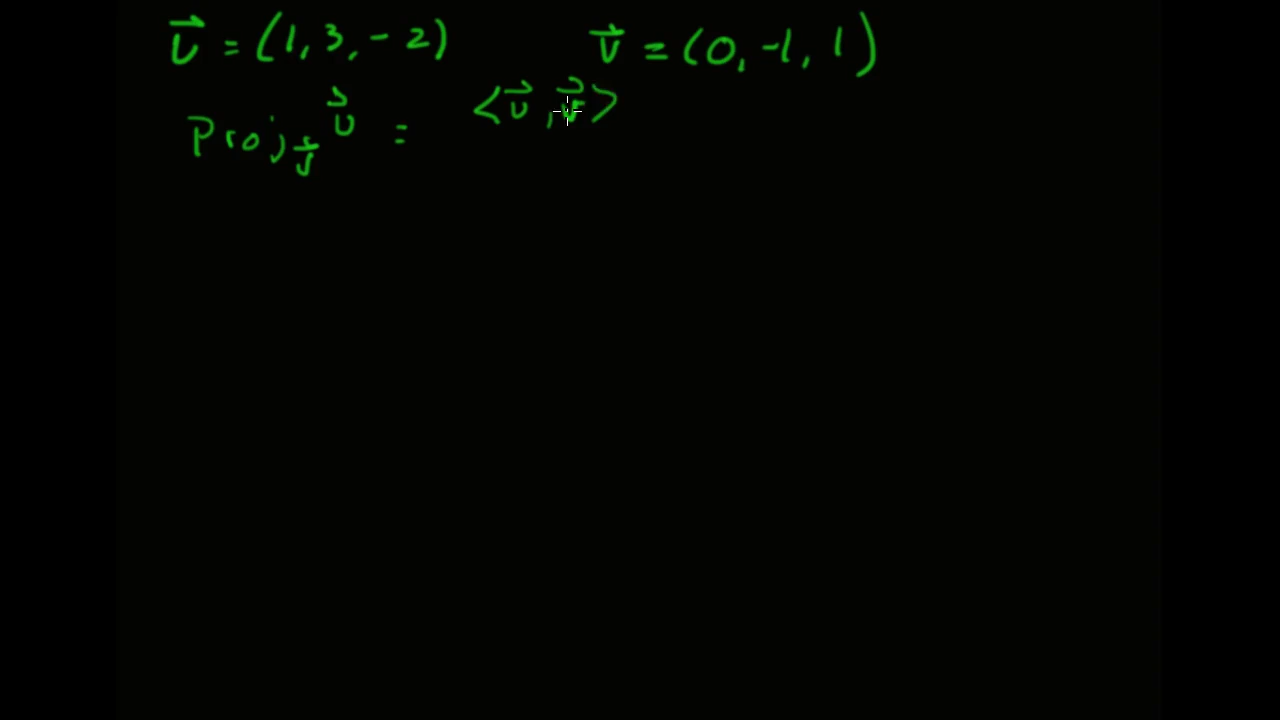 u⃗ = (1, 3, -2) v⃗ = (0, -1, 1)
Proj_v⃗ u⃗ = <u⃗, v⃗>